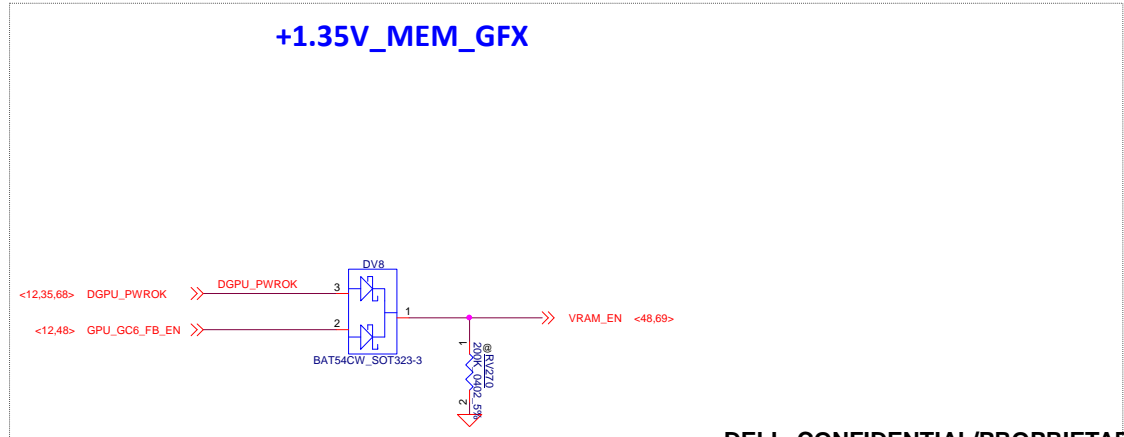 +1.35V_MEM_GFX
DV8
<12,35,68> DGPU_PWROK DGPU_PWROK 3
1
VRAM_EN <48,69>
<12,48> GPU_GC6_FB_EN 2
BAT54CW_SOT323-3
1
@RV270
200K_0402_5%
2